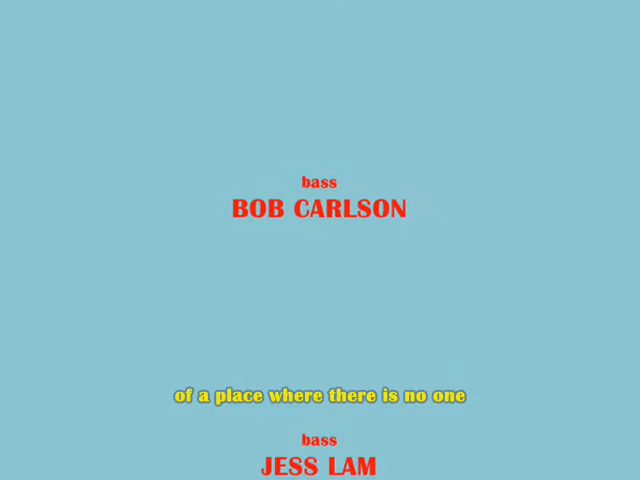 bass
BOB CARLSON
of a place where there is no one
bass
JESS LAM